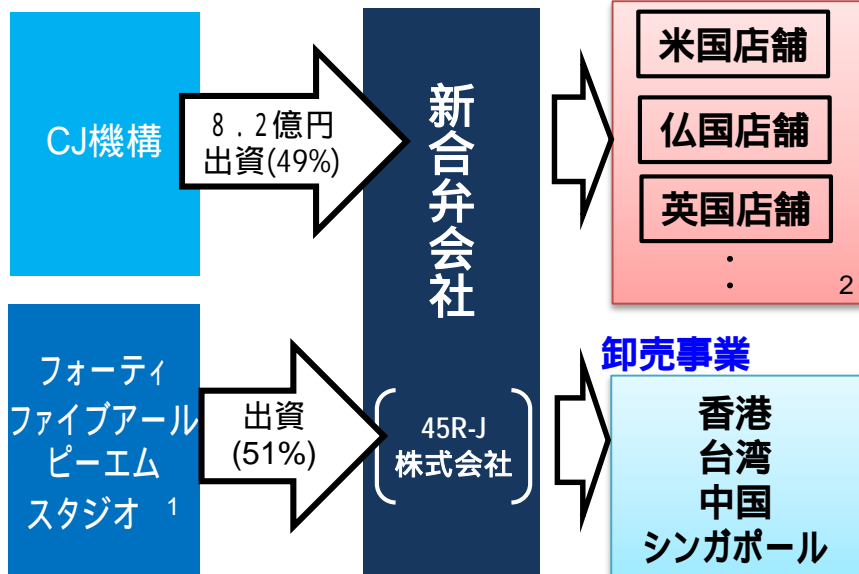 CJ機構
8．2億円
出資(49%)
フォーティ
ファイブアール
ピーエム
スタジオ 1
出資
(51%)
新合弁会社
45R-J
株式会社
米国店舗
仏国店舗
英国店舗
・
・
2
卸売事業
香港
台湾
中国
シンガポール